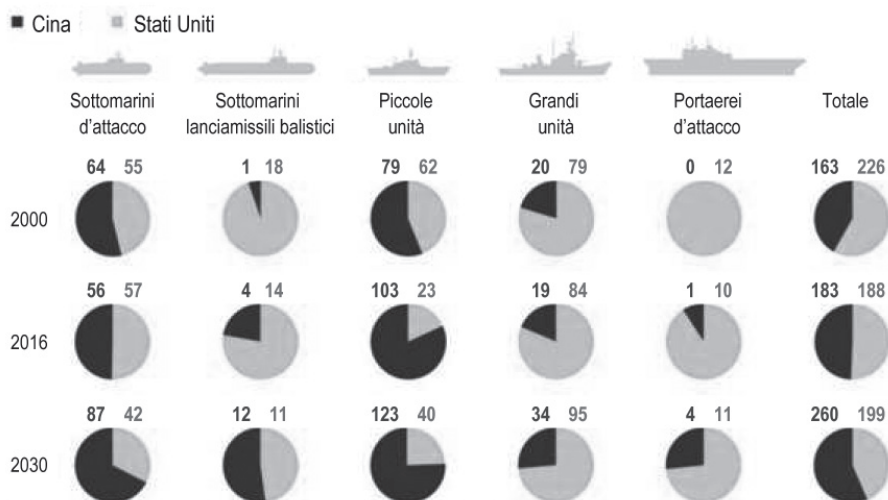 Cina Stati Uniti
Sottomarini d'attacco
Sottomarini lanciamissili balistici
Piccole unità
Grandi unità
Portaerei d'attacco
Totale
64 55 1 18 79 62 20 79 0 12 163 226
2000
56 57 4 14 103 23 19 84 1 10 183 188
2016
87 42 12 11 123 40 34 95 4 11 260 199
2030